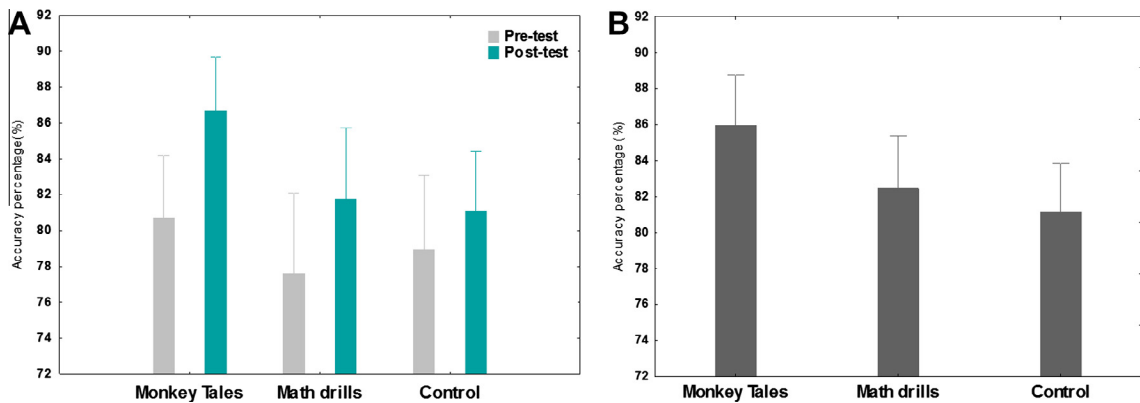 A
Accuracy percentage(%)
92
90
88
86
84
82
80
78
76
74
72
Pre-test
Post-test
Monkey Tales
Math drills
Control
B
Accuracy percentage (%)
92
90
88
86
84
82
80
78
76
74
72
Monkey Tales
Math drills
Control